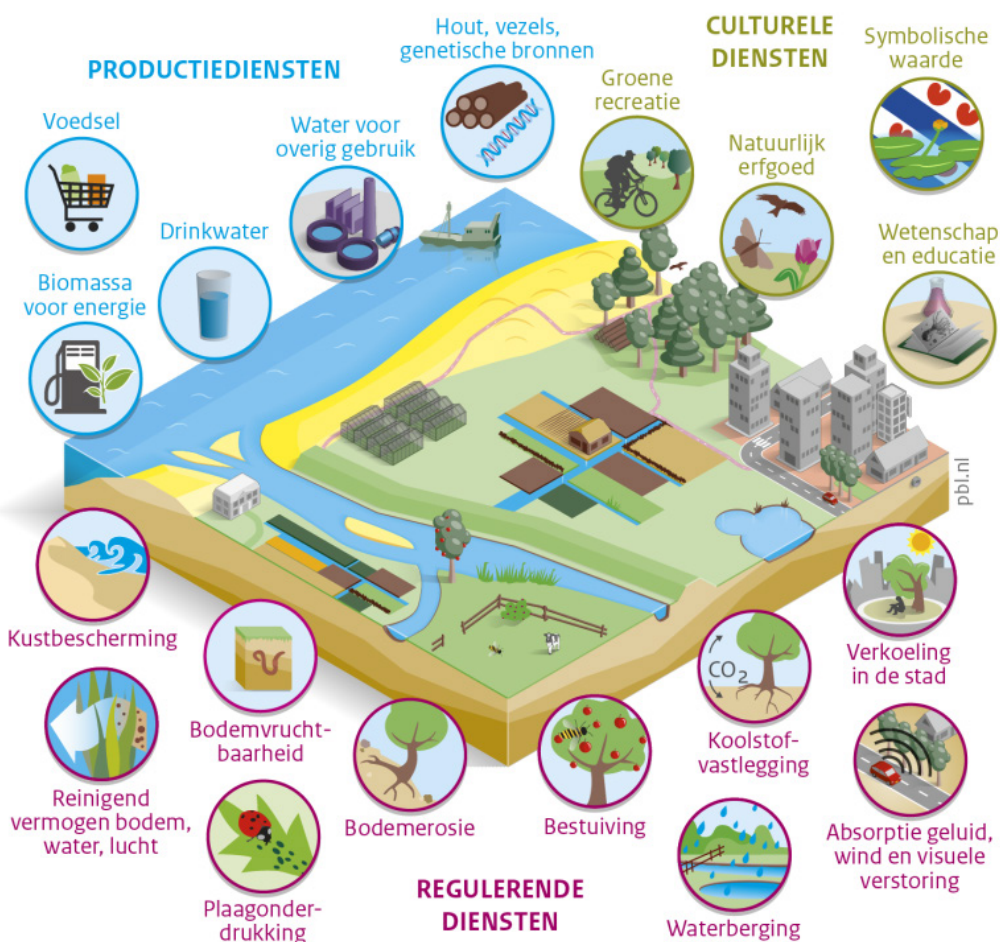 PRODUCTIEDIENSTEN
Voedsel
Biomassa
voor energie
Drinkwater
Water voor
overig gebruik
Hout, vezels,
genetische bronnen
CULTURELE
DIENSTEN
Groene
recreatie
Natuurlijk
erfgoed
Symbolische
waarde
Wetenschap
en educatie
pbl.nl
Kustbescherming
Reinigend
vermogen bodem,
water, lucht
Bodemvrucht-
baarheid
Plaagonder-
drukking
Bodemerosie
REGULERENDE
DIENSTEN
Bestuiving
CO2
Koolstof-
vastlegging
Waterberging
Verkoeling
in de stad
Absorptie geluid,
wind en visuele
verstoring